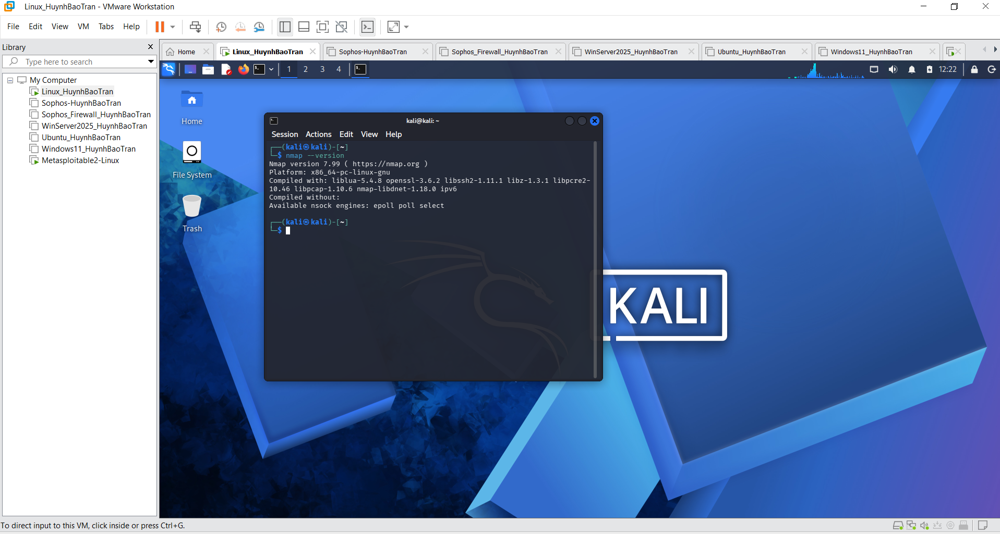 Linux_HuynhBaoTran - VMware Workstation
File Edit View VM Tabs Help
Library
Type here to search
My Computer
Linux_HuynhBaoTran
Sophos-HuynhBaoTran
Sophos_Firewall_HuynhBaoTran
WinServer2025_HuynhBaoTran
Ubuntu_HuynhBaoTran
Windows11_HuynhBaoTran
Metasploitable2-Linux
Home Linux_HuynhBaoTran Sophos-HuynhBaoTran Sophos_Firewall_HuynhBaoTran WinServer2025_HuynhBaoTran Ubuntu_HuynhBaoTran Windows11_HuynhBaoTran
1 2 3 4 12:22
Home
File System
Trash
kali@kali: ~
Session Actions Edit View Help
┌──(kali㉿kali)-[~]
└─$ nmap --version
Nmap version 7.99 ( https://nmap.org )
Platform: x86_64-pc-linux-gnu
Compiled with: liblua-5.4.8 openssl-3.6.2 libssh2-1.11.1 libz-1.3.1 libpcre2-
10.46 libpcap-1.10.6 nmap-libdnet-1.18.0 ipv6
Compiled without:
Available nsock engines: epoll poll select
┌──(kali㉿kali)-[~]
└─$
KALI
To direct input to this VM, click inside or press Ctrl+G.